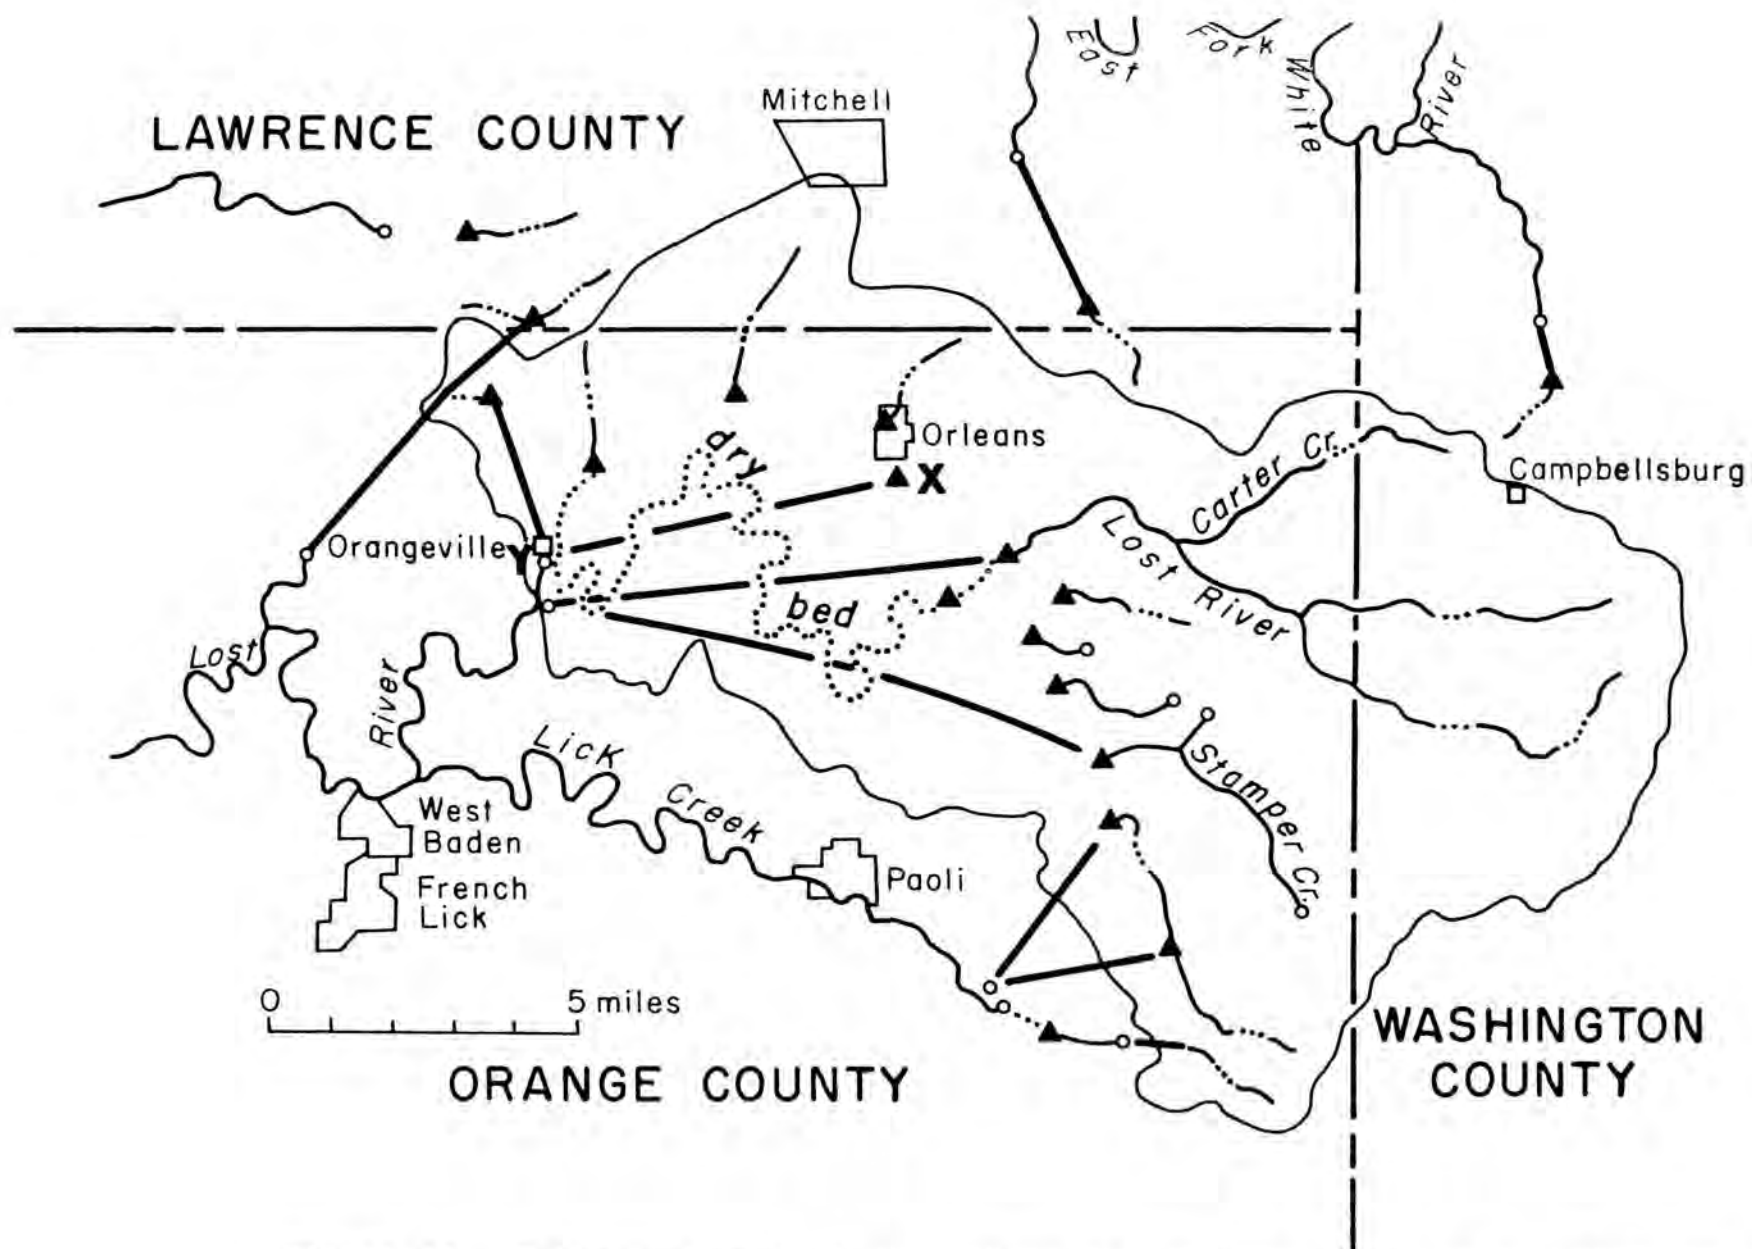 East
Fork
White
River
Mitchell
LAWRENCE COUNTY
Orleans
dry
X
Carter Cr.
Campbellsburg
Orangeville
Y
Lost
River
bed
Lost
River
Lick
Creek
Stamper Cr.
West
Baden
French
Lick
Paoli
0 5 miles
ORANGE COUNTY
WASHINGTON
COUNTY